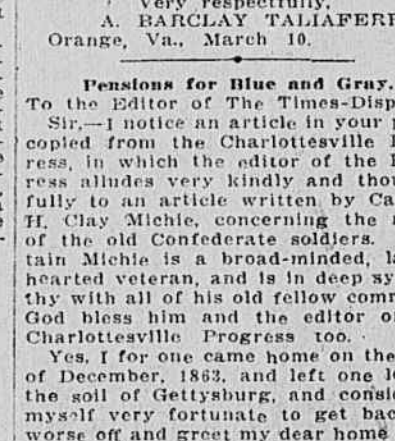 Very respectfully,
A. BARCLAY TALIAFERR
Orange, Va., March 10.
Pensions for Blue and Gray.
To the Editor of The Times-Disp
Sir,—I notice an article in your p
copied from the Charlottesville
ress, in which the editor of the
ress alludes very kindly and thou
fully to an article written by Ca
H. Clay Michie, concerning the
of the old Confederate soldiers.
tain Michie is a broad-minded, la
hearted veteran, and is in deep sy
thy with all of his old fellow comr
God bless him and the editor o
Charlottesville Progress too.
Yes, I for one came home on the
of December, 1863, and left one l
the soil of Gettysburg, and consi
myself very fortunate to get bac
worse off and greet my dear home